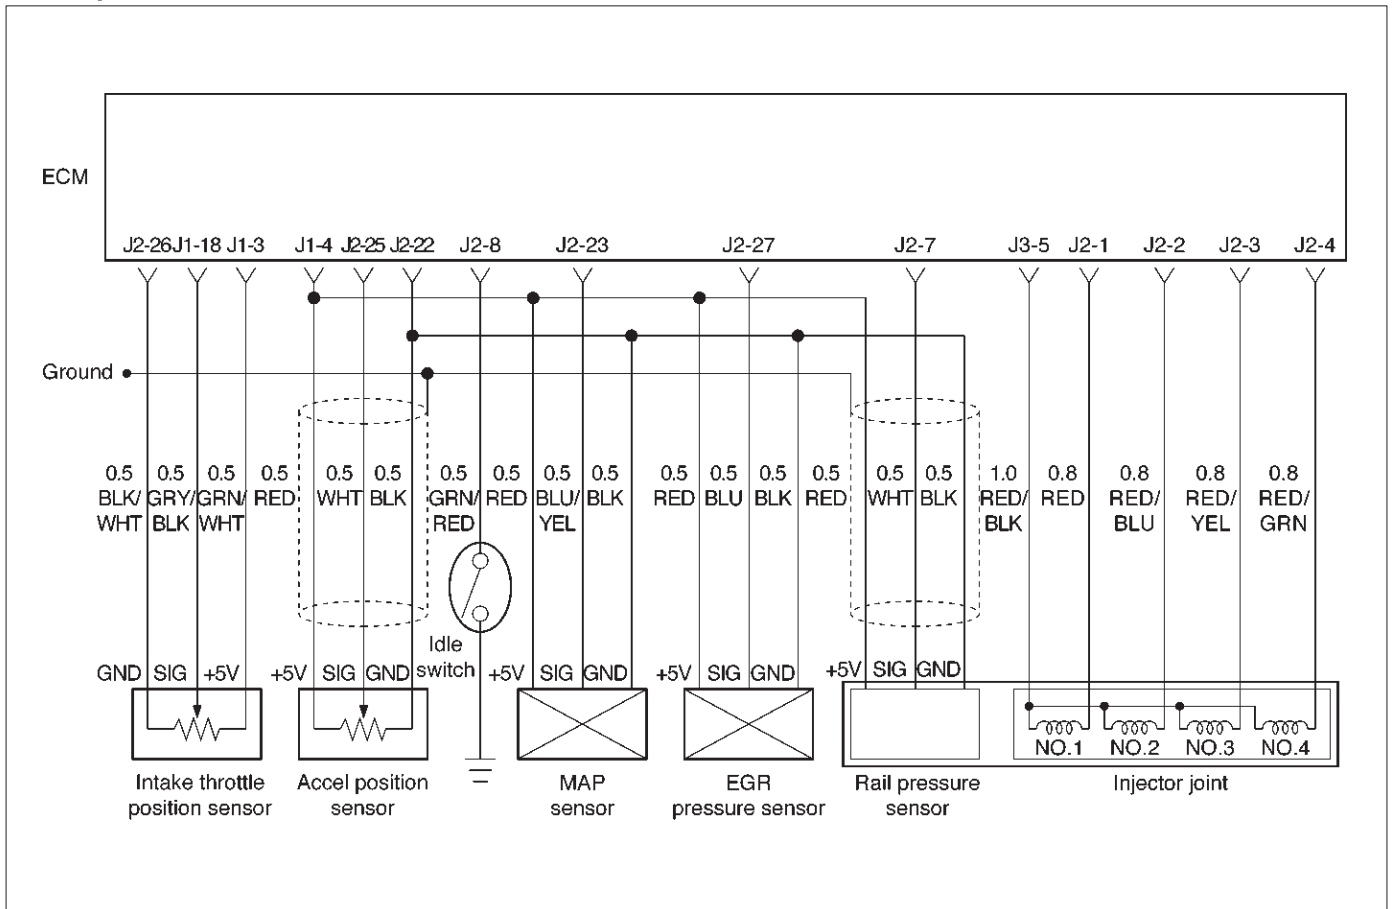 ECM
J2-26 J1-18 J1-3 J1-4 J2-25 J2-22 J2-8 J2-23 J2-27 J2-7 J3-5 J2-1 J2-2 J2-3 J2-4
Ground
0.5 0.5 0.5 0.5 0.5 0.5 0.5 0.5 0.5 0.5 0.5 0.5 0.5 0.5 0.5 0.5 1.0 0.8 0.8 0.8 0.8
BLK/ GRY/ GRN/ RED WHT BLK GRN/ RED BLU/ BLK RED BLU BLK RED WHT BLK RED/ RED RED/ RED/ RED/
WHT BLK WHT RED YEL BLK BLU YEL GRN
Idle
switch
GND SIG +5V +5V SIG GND +5V SIG GND +5V SIG GND +5V SIG GND
NO.1 NO.2 NO.3 NO.4
Intake throttle Accel position MAP EGR Rail pressure Injector joint
position sensor sensor sensor pressure sensor sensor